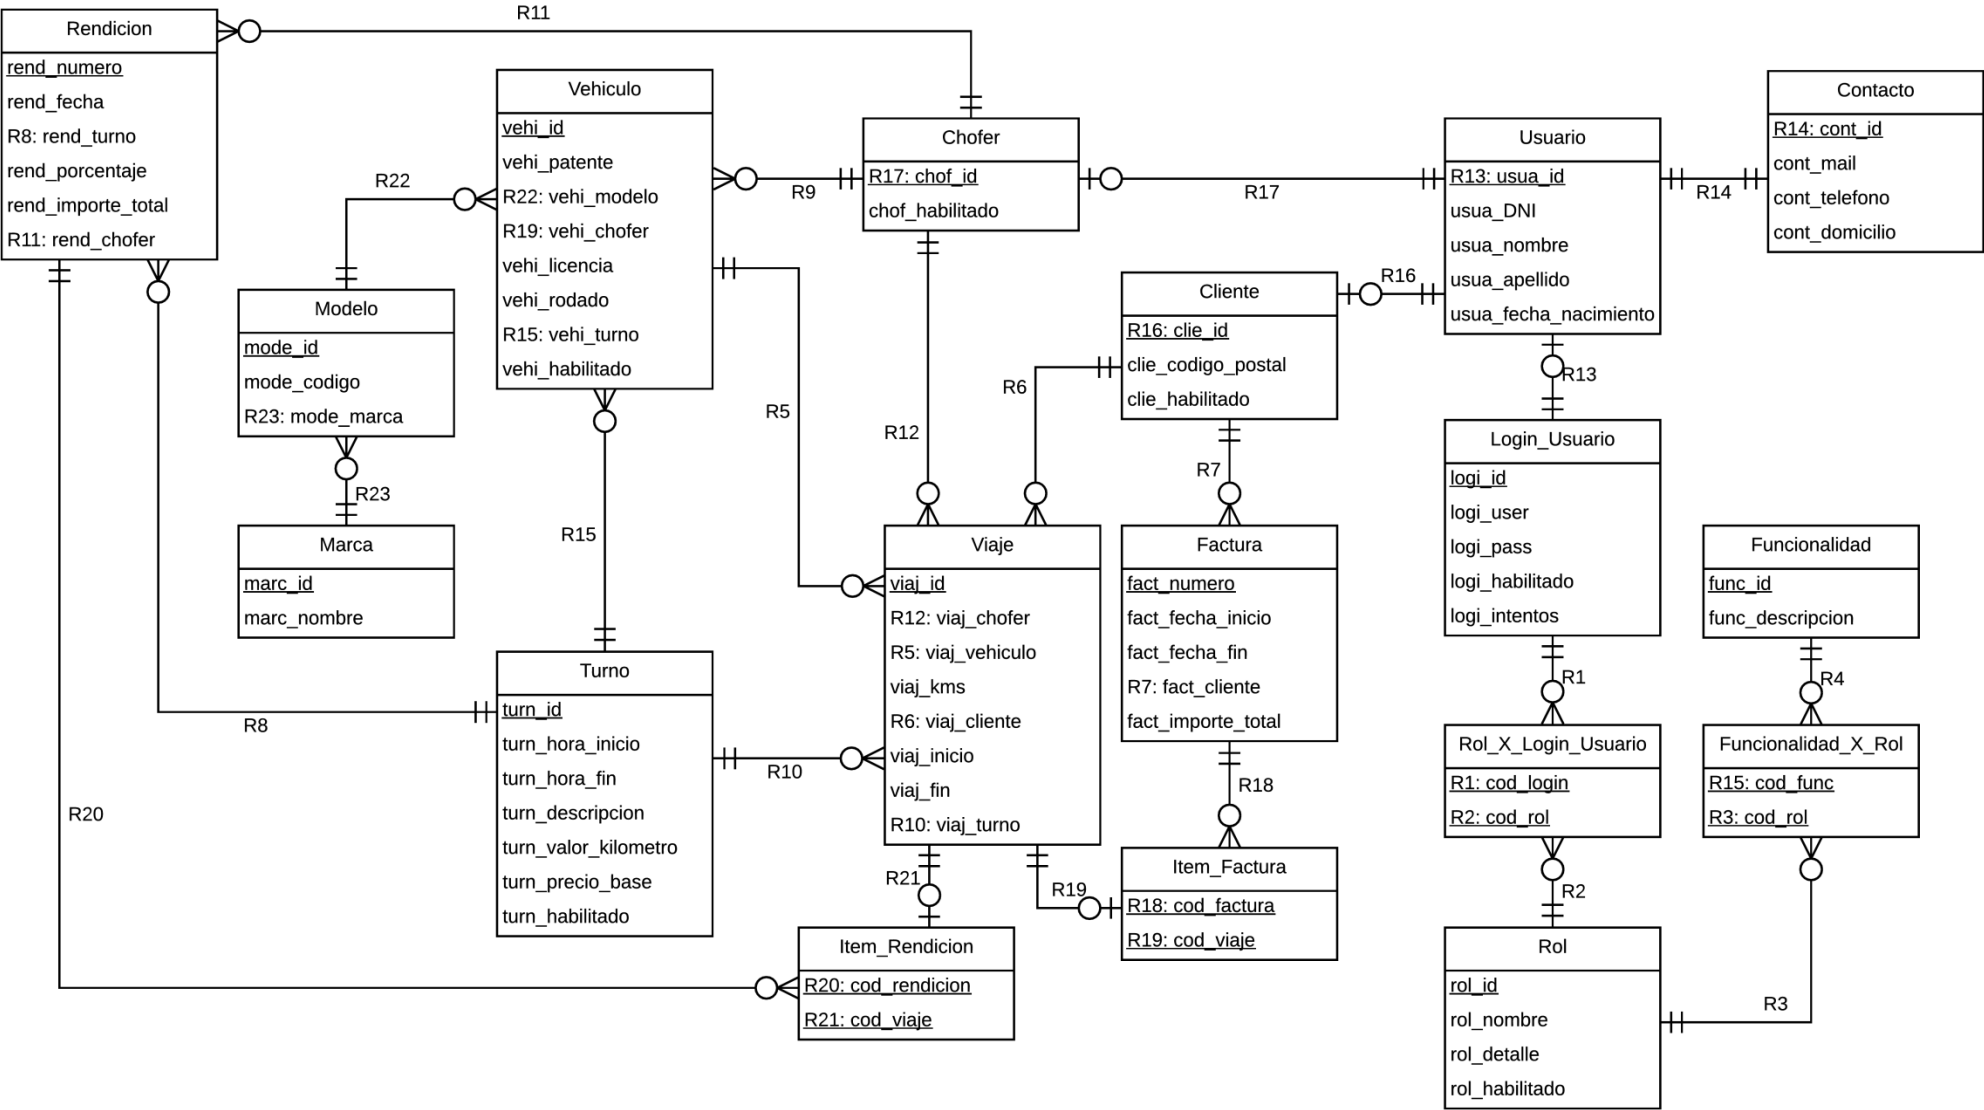 R11
Rendicion
rend_numero
rend_fecha
R8: rend_turno
rend_porcentaje
rend_importe_total
R11: rend_chofer
Vehiculo
vehi_id
vehi_patente
R22: vehi_modelo
R19: vehi_chofer
vehi_licencia
vehi_rodado
R15: vehi_turno
vehi_habilitado
R22
R9
Chofer
R17: chof_id
chof_habilitado
R17
Usuario
R13: usua_id
usua_DNI
usua_nombre
usua_apellido
usua_fecha_nacimiento
R14
Contacto
R14: cont_id
cont_mail
cont_telefono
cont_domicilio
Modelo
mode_id
mode_codigo
R23: mode_marca
R23
Marca
marc_id
marc_nombre
Cliente
R16: clie_id
clie_codigo_postal
clie_habilitado
R16
R13
R6
R5
R12
R7
R15
Login_Usuario
logi_id
logi_user
logi_pass
logi_habilitado
logi_intentos
Viaje
viaj_id
R12: viaj_chofer
R5: viaj_vehiculo
viaj_kms
R6: viaj_cliente
viaj_inicio
viaj_fin
R10: viaj_turno
Factura
fact_numero
fact_fecha_inicio
fact_fecha_fin
R7: fact_cliente
fact_importe_total
Funcionalidad
func_id
func_descripcion
R1
R4
Turno
turn_id
turn_hora_inicio
turn_hora_fin
turn_descripcion
turn_valor_kilometro
turn_precio_base
turn_habilitado
R8
R10
R20
R18
Rol_X_Login_Usuario
R1: cod_login
R2: cod_rol
Funcionalidad_X_Rol
R15: cod_func
R3: cod_rol
R21
R19
Item_Factura
R18: cod_factura
R19: cod_viaje
R2
Item_Rendicion
R20: cod_rendicion
R21: cod_viaje
Rol
rol_id
rol_nombre
rol_detalle
rol_habilitado
R3